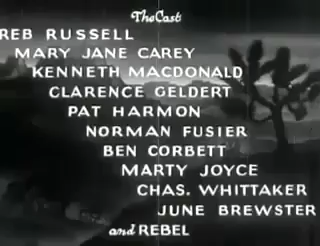 The Cast
REB RUSSELL
MARY JANE CAREY
KENNETH MACDONALD
CLARENCE GELDERT
PAT HARMON
NORMAN FUSIER
BEN CORBETT
MARTY JOYCE
CHAS. WHITTAKER
JUNE BREWSTER
and REBEL